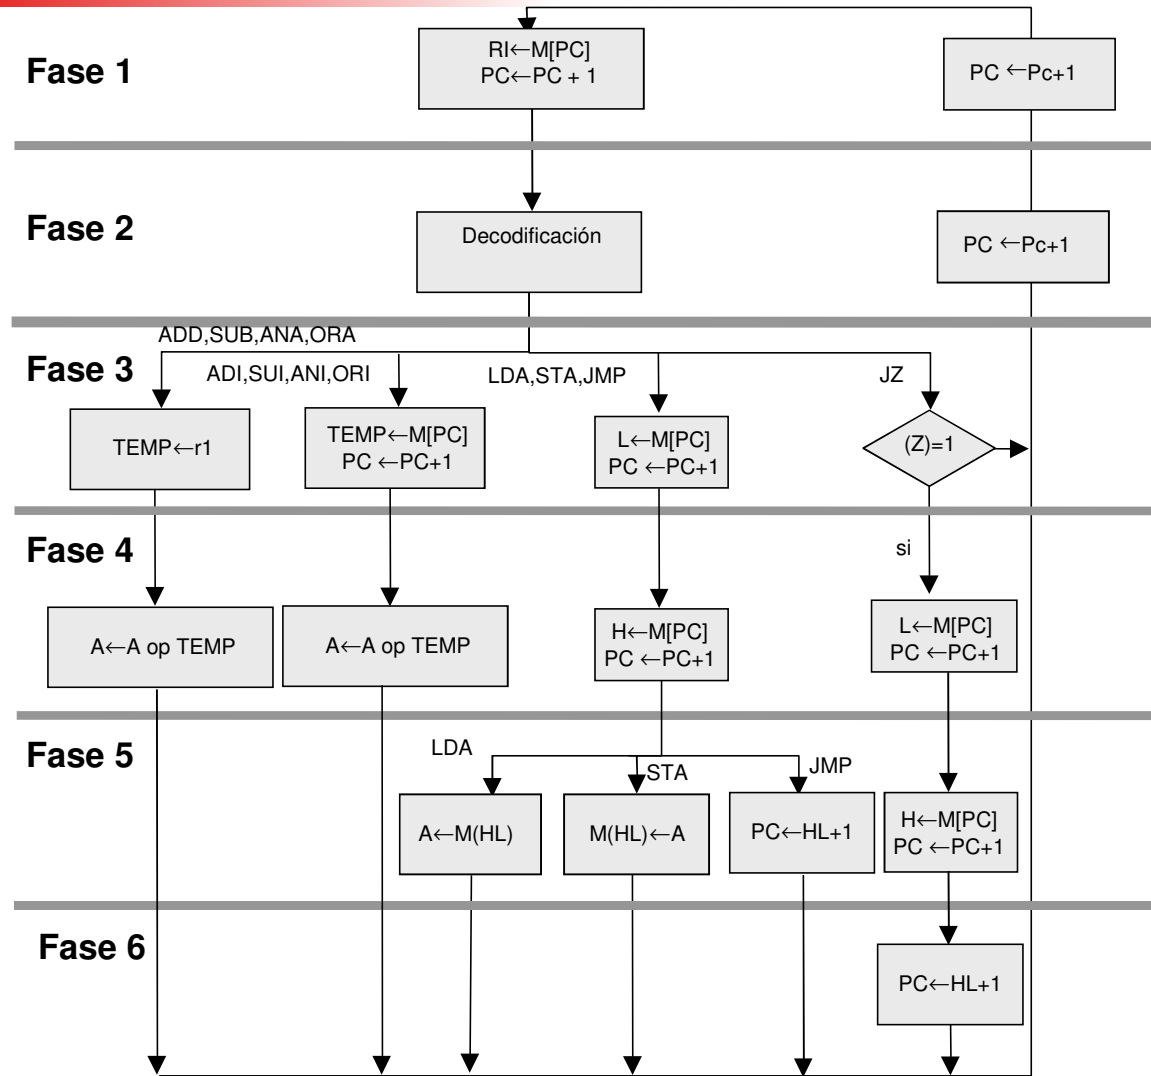 Fase 1
RI←M[PC]
PC←PC + 1
PC ←Pc+1
Fase 2
Decodificación
PC ←Pc+1
Fase 3
ADD,SUB,ANA,ORA
ADI,SUI,ANI,ORI
LDA,STA,JMP
JZ
TEMP←r1
TEMP←M[PC]
PC ←PC+1
L←M[PC]
PC ←PC+1
(Z)=1
Fase 4
si
A←A op TEMP
A←A op TEMP
H←M[PC]
PC ←PC+1
L←M[PC]
PC ←PC+1
Fase 5
LDA
STA
JMP
A←M(HL)
M(HL)←A
PC←HL+1
H←M[PC]
PC ←PC+1
Fase 6
PC←HL+1